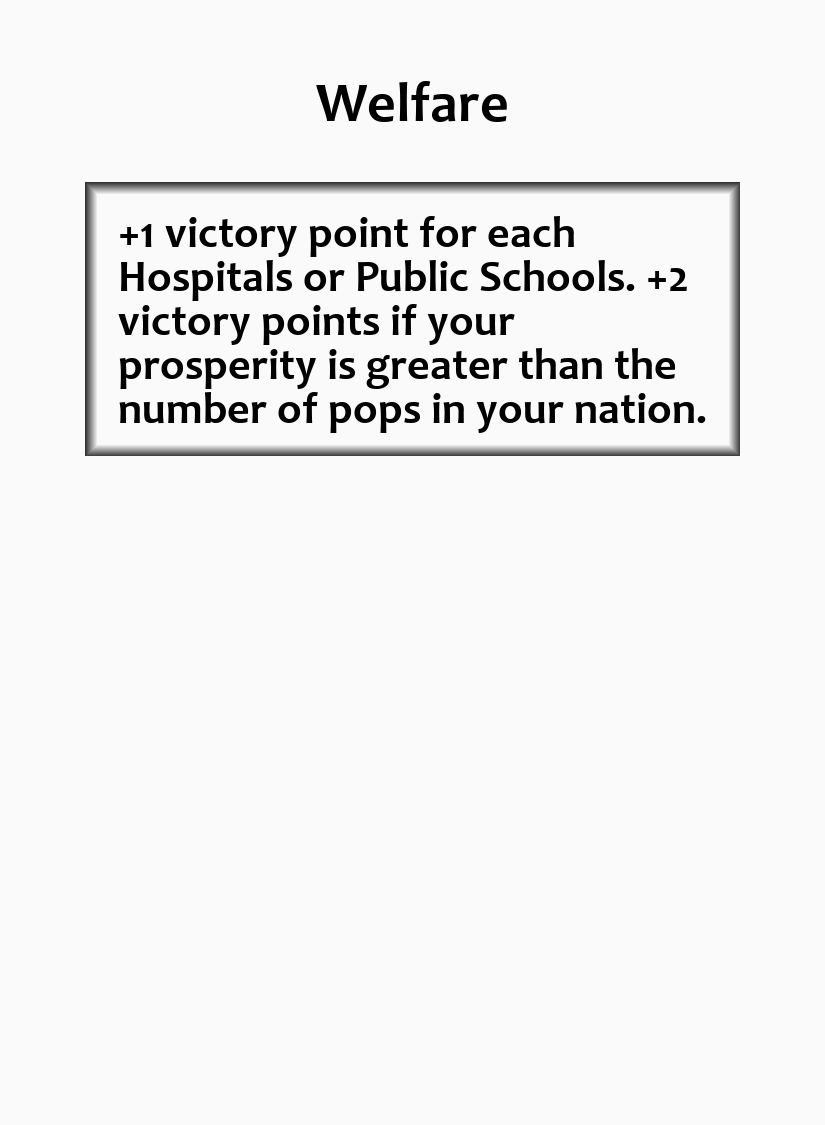 Welfare
+1 victory point for each
Hospitals or Public Schools. +2
victory points if your
prosperity is greater than the
number of pops in your nation.